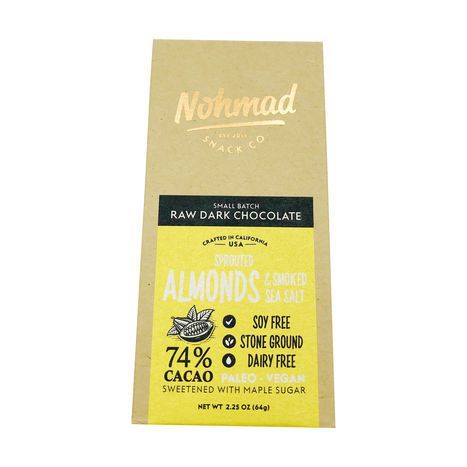 Nohmad
EST 2011
SNACK CO
SMALL BATCH
RAW DARK CHOCOLATE
CRAFTED IN CALIFORNIA
USA
SPROUTED
ALMONDS & SMOKED
SEA SALT
SOY FREE
STONE GROUND
DAIRY FREE
74%
CACAO
PALEO - VEGAN
SWEETENED WITH MAPLE SUGAR
NET WT 2.25 OZ (64g)